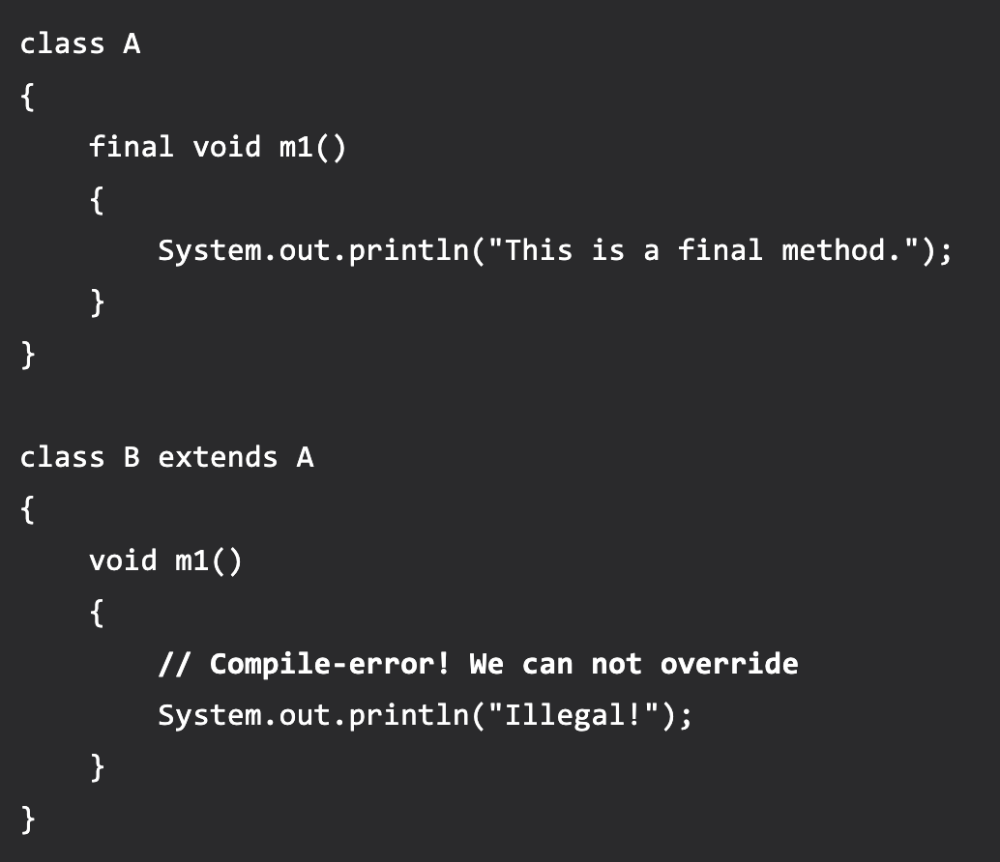 class A
{
    final void m1()
    {
        System.out.println("This is a final method.");
    }
}

class B extends A
{
    void m1()
    {
        // Compile-error! We can not override
        System.out.println("Illegal!");
    }
}